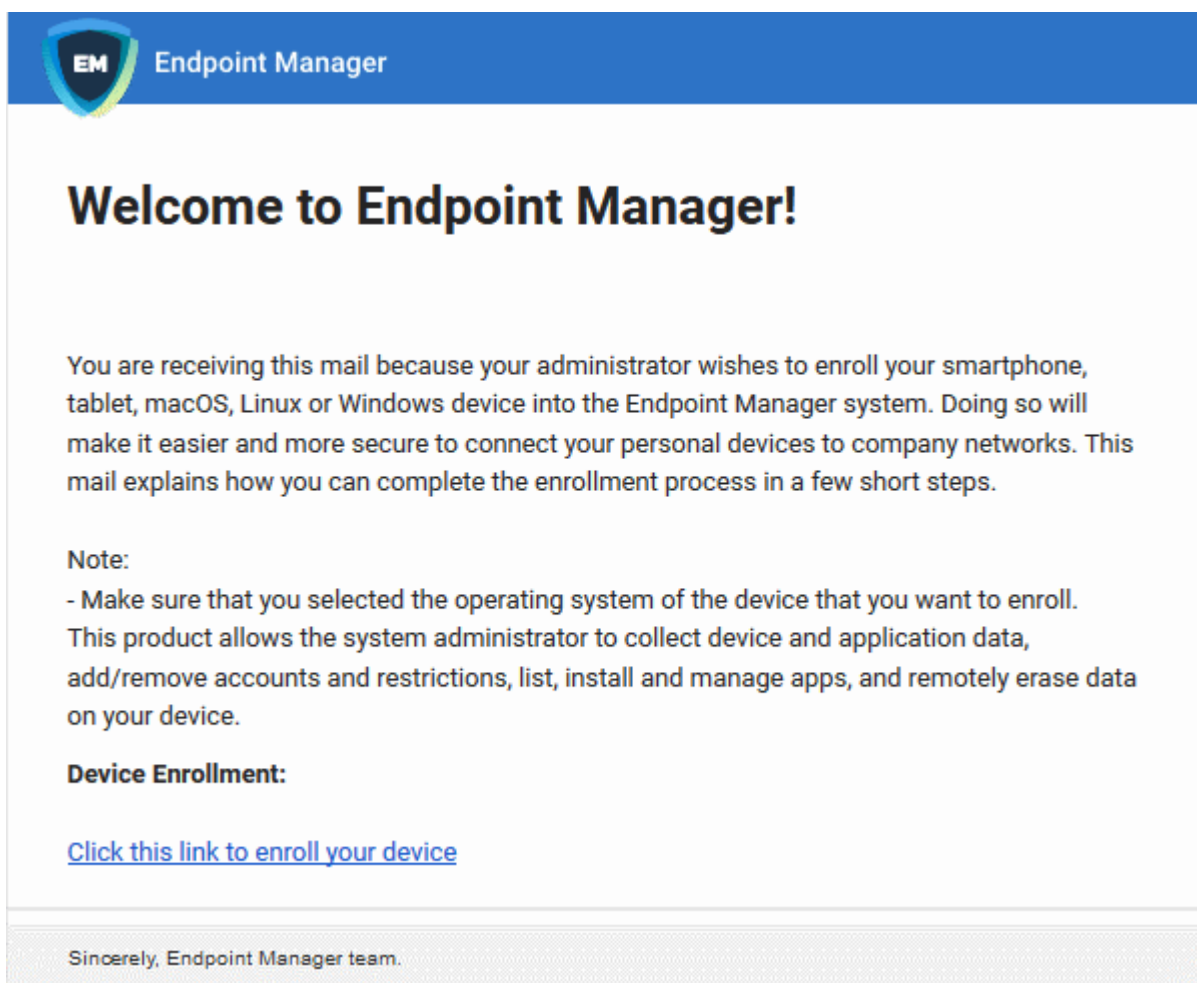 EM
Endpoint Manager
Welcome to Endpoint Manager!
You are receiving this mail because your administrator wishes to enroll your smartphone,
tablet, macOS, Linux or Windows device into the Endpoint Manager system. Doing so will
make it easier and more secure to connect your personal devices to company networks. This
mail explains how you can complete the enrollment process in a few short steps.
Note:
- Make sure that you selected the operating system of the device that you want to enroll.
This product allows the system administrator to collect device and application data,
add/remove accounts and restrictions, list, install and manage apps, and remotely erase data
on your device.
Device Enrollment:
Click this link to enroll your device
Sincerely, Endpoint Manager team.